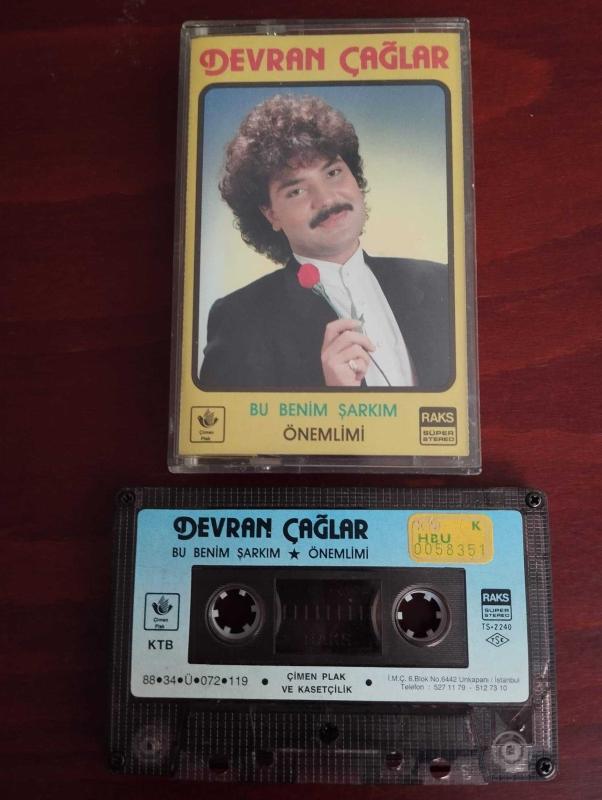 DEVRAN ÇAĞLAR
BU BENİM ŞARKIM
ÖNEMLİMİ
Çimen
Plak
RAKS
SÜPER
STEREO
DEVRAN ÇAĞLAR
BU BENİM ŞARKIM ★ ÖNEMLİMİ
K
HBU
0058351
Çimen
Plak
KTB
RAKS
RAKS
SÜPER
STEREO
TS-2240
TSE
88•34•Ü•072•119
ÇİMEN PLAK
VE KASETÇİLİK
İ.M.Ç. 6.Blok No.6442 Unkapanı / İstanbul
Telefon : 527 11 79 - 512 73 10